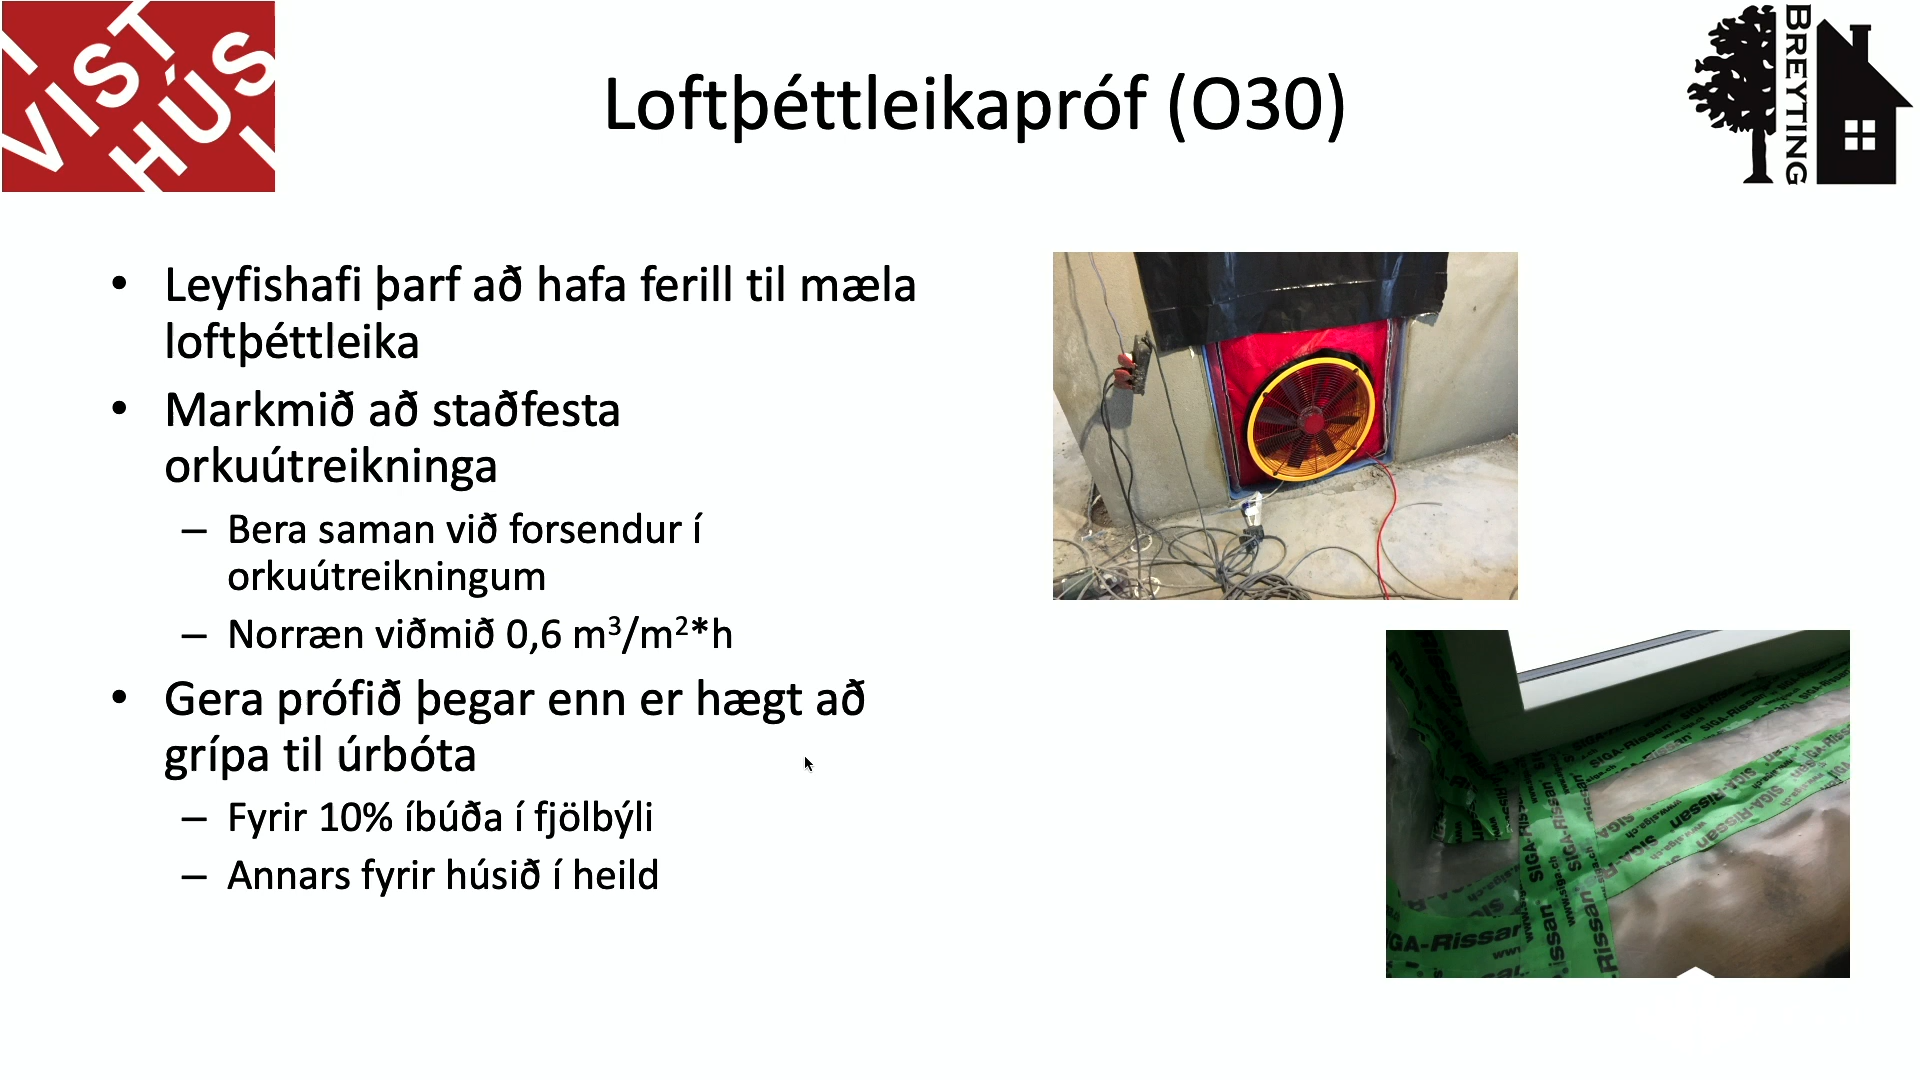 VIST
HÚS
Loftþéttleikapróf (O30)
BREYTING
• Leyfishafi þarf að hafa ferill til mæla
loftþéttleika
• Markmið að staðfesta
orkuútreikninga
– Bera saman við forsendur í
orkuútreikningum
– Norræn viðmið 0,6 m³/m²*h
• Gera prófið þegar enn er hægt að
grípa til úrbóta
– Fyrir 10% íbúða í fjölbýli
– Annars fyrir húsið í heild
SIGA-Rissan
www.siga.ch